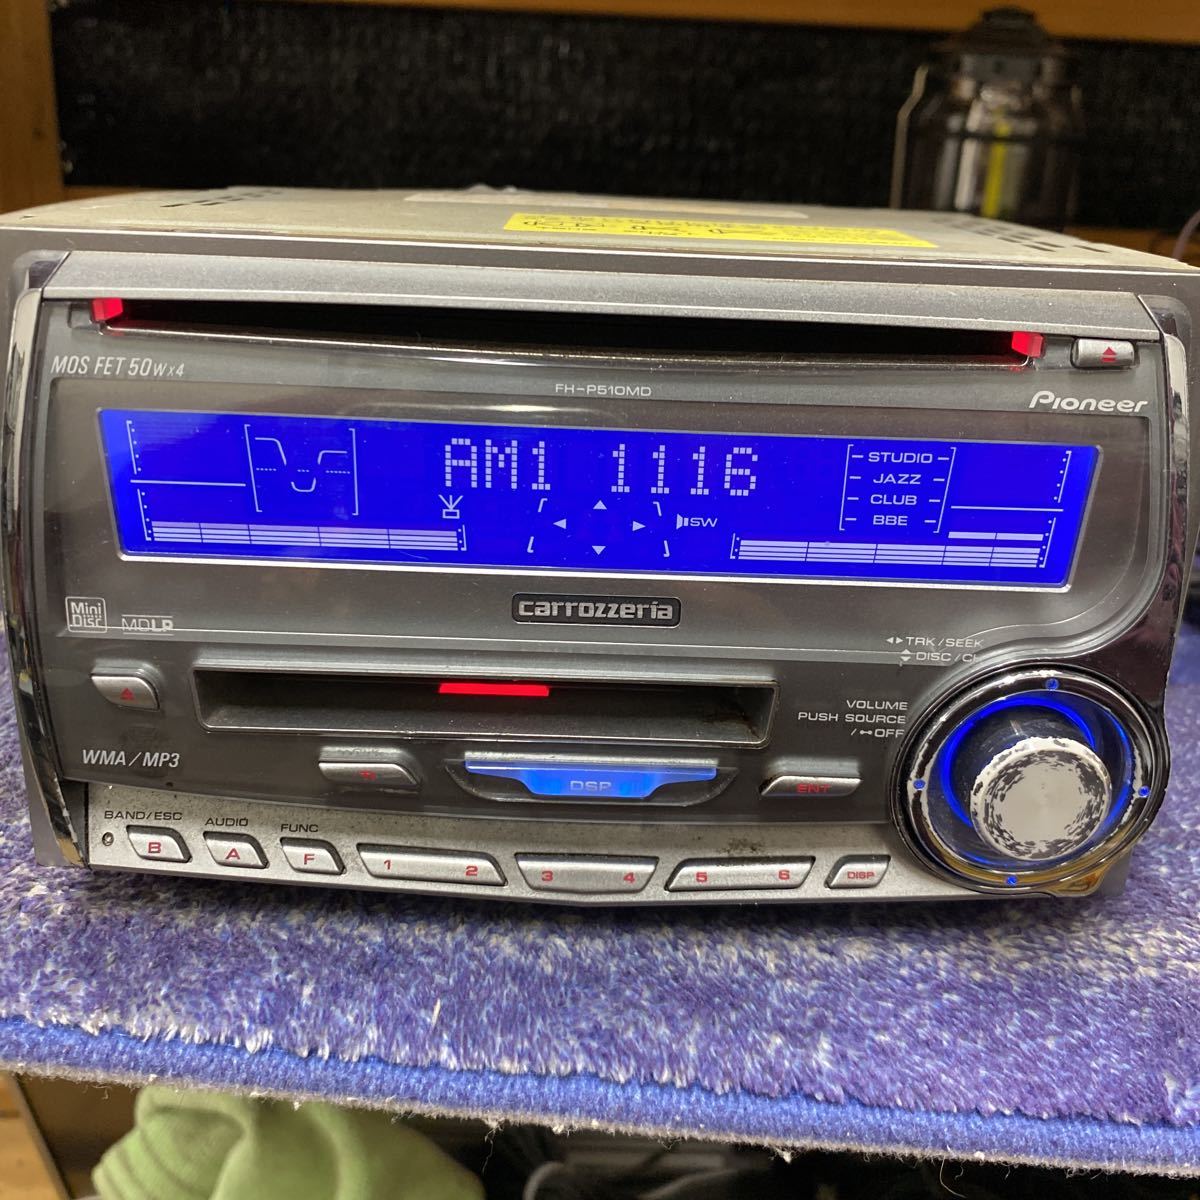 MOS FET 50W×4
FH-P510MD
Pioneer
AM1 1116
STUDIO
JAZZ
CLUB
BBE
SW
carrozzeria
Mini Disc
MDLP
TRK/SEEK
DISC/
VOLUME
PUSH SOURCE
/ OFF
WMA/MP3
DSP
ENT
BAND/ESC
AUDIO
FUNC
B
A
F
1
2
3
4
5
6
DISP